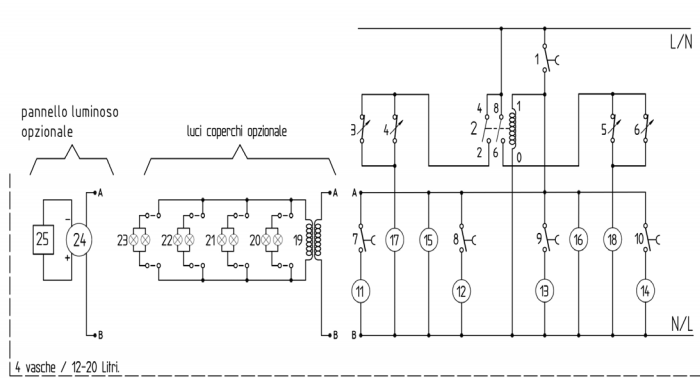 L/N
1
pannello luminoso
opzionale
luci coperchi opzionale
3
4
4 8
2
1
2 6
0
5
6
A
A
A
25
-
24
+
23
22
21
20
19
7
17
15
8
9
16
18
10
11
12
13
14
B
B
B
N/L
4 vasche / 12-20 Litri.